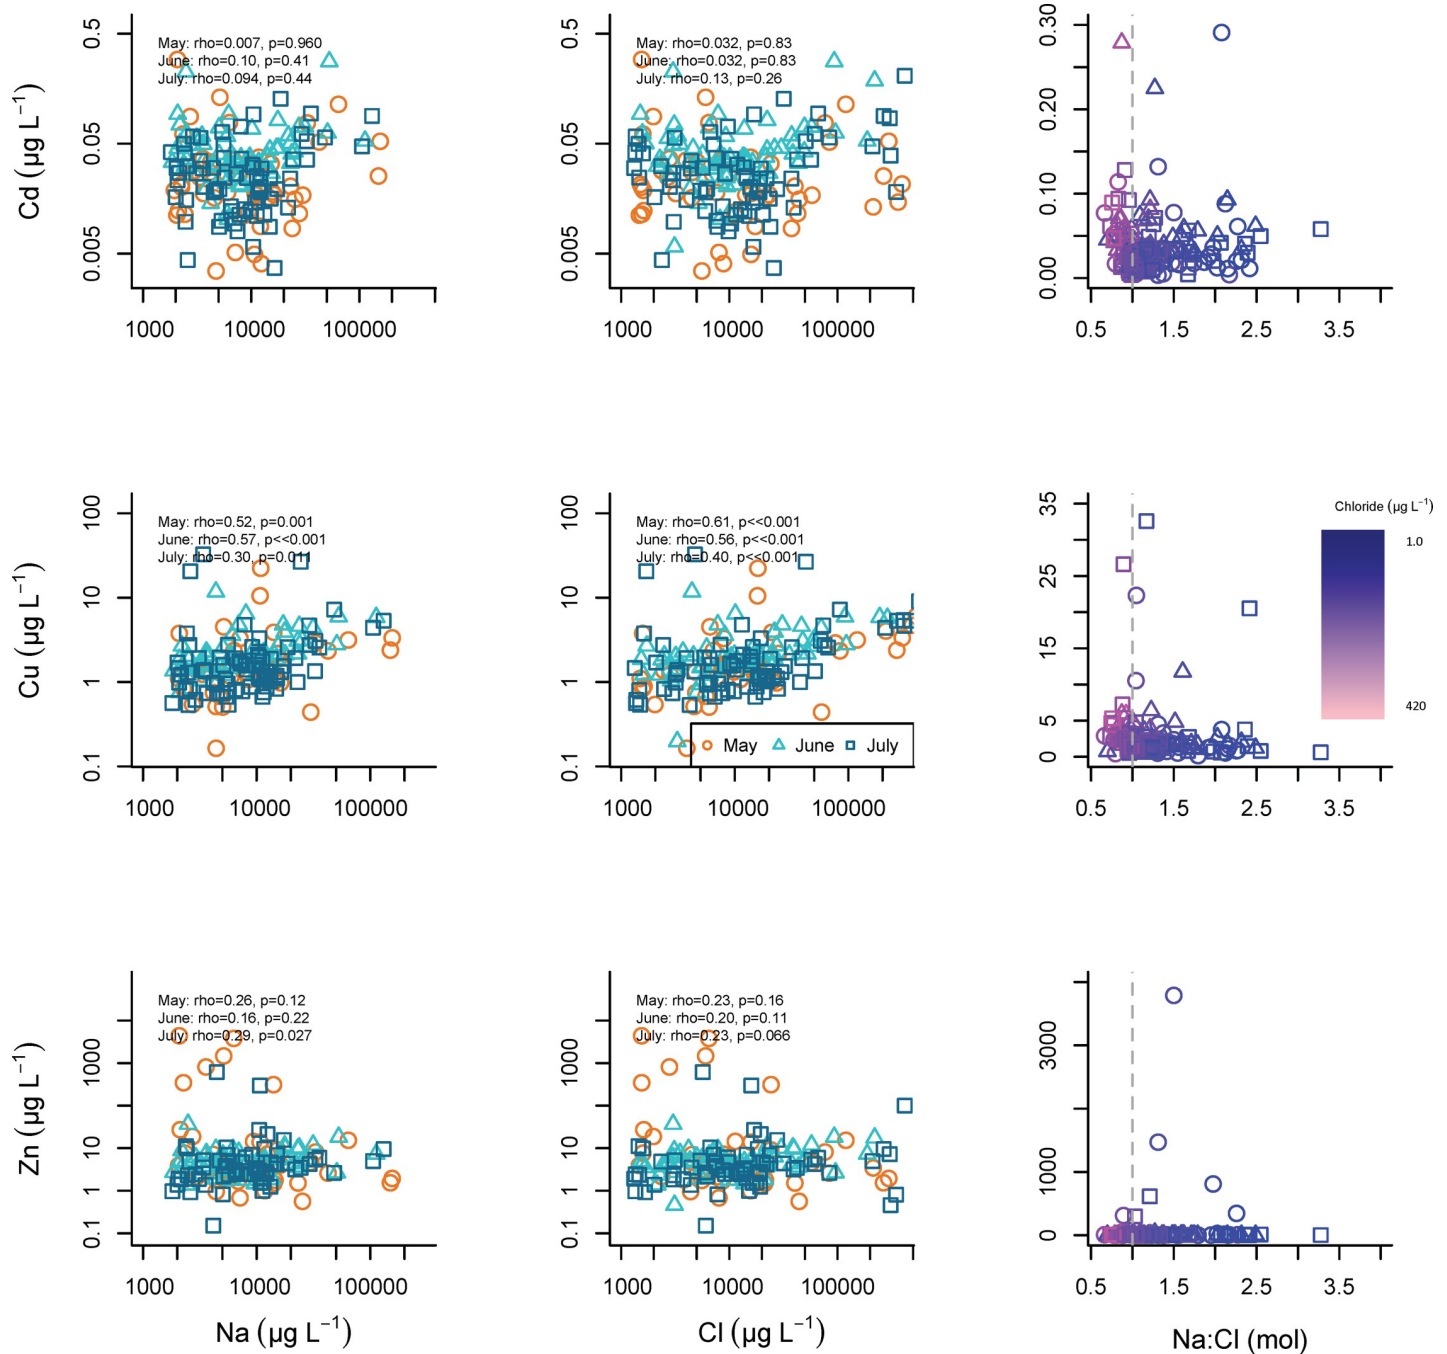 Cd (µg L⁻¹)
0.5
0.05
0.005
May: rho=0.007, p=0.960
June: rho=0.10, p=0.41
July: rho=0.094, p=0.44
1000 10000 100000
0.5
0.05
0.005
May: rho=0.032, p=0.83
June: rho=0.032, p=0.83
July: rho=0.13, p=0.26
1000 10000 100000
0.30
0.20
0.10
0.00
0.5 1.5 2.5 3.5
Cu (µg L⁻¹)
100
10
1
0.1
May: rho=0.52, p=0.001
June: rho=0.57, p<<0.001
July: rho=0.30, p=0.011
1000 10000 100000
100
10
1
0.1
May: rho=0.61, p<<0.001
June: rho=0.56, p<<0.001
July: rho=0.40, p<<0.001
May June July
1000 10000 100000
35
25
15
5
0
0.5 1.5 2.5 3.5
Chloride (µg L⁻¹)
1.0
420
Zn (µg L⁻¹)
1000
10
1
0.1
May: rho=0.26, p=0.12
June: rho=0.16, p=0.22
July: rho=0.29, p=0.027
1000 10000 100000
Na (µg L⁻¹)
1000
10
1
0.1
May: rho=0.23, p=0.16
June: rho=0.20, p=0.11
July: rho=0.23, p=0.066
1000 10000 100000
Cl (µg L⁻¹)
3000
1000
0
0.5 1.5 2.5 3.5
Na:Cl (mol)